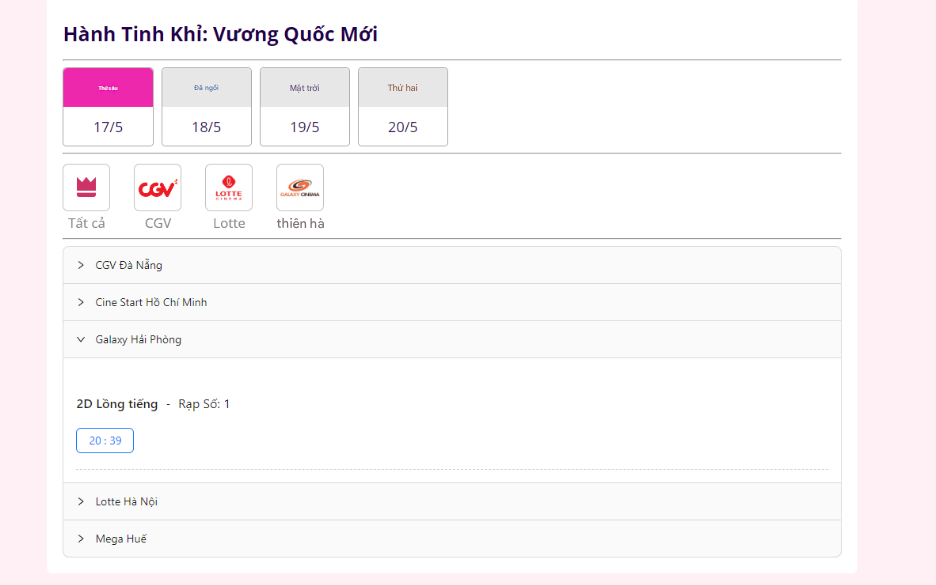 Hành Tinh Khỉ: Vương Quốc Mới
Thứ sáu Đã ngồi Mặt trời Thứ hai
17/5 18/5 19/5 20/5
CGV LOTTE CINEMA GALAXY CINEMA
Tất cả CGV Lotte thiên hà
CGV Đà Nẵng
Cine Start Hồ Chí Minh
Galaxy Hải Phòng
2D Lồng tiếng - Rạp Số: 1
20 : 39
Lotte Hà Nội
Mega Huế